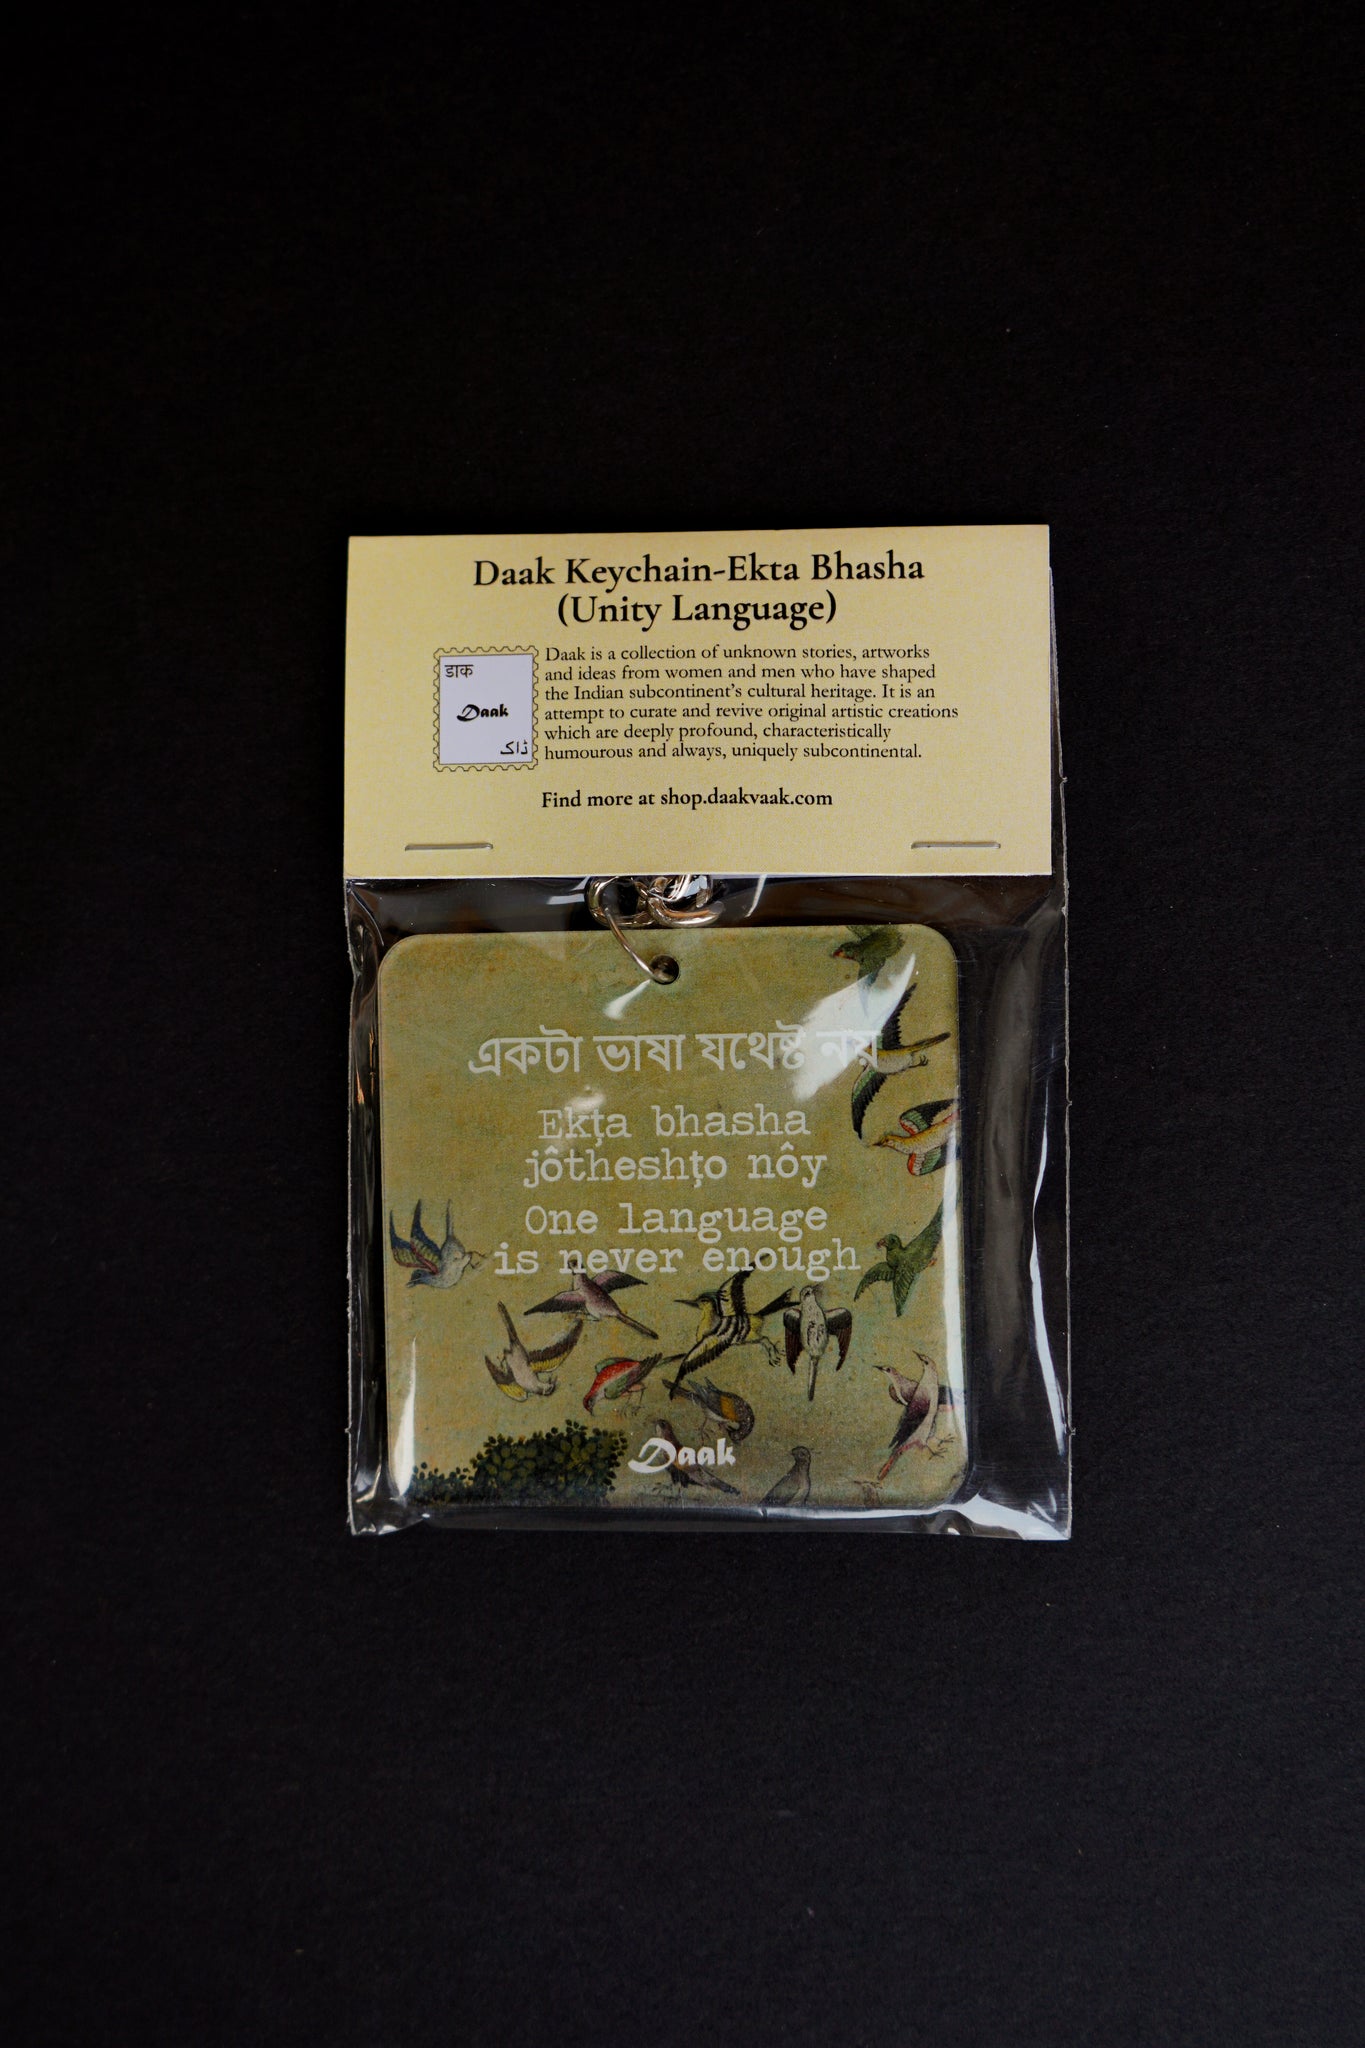 Daak Keychain-Ekta Bhasha
(Unity Language)
डाक
Daak
ڈاک
Daak is a collection of unknown stories, artworks
and ideas from women and men who have shaped
the Indian subcontinent's cultural heritage. It is an
attempt to curate and revive original artistic creations
which are deeply profound, characteristically
humourous and always, uniquely subcontinental.
Find more at shop.daakvaak.com
একটা ভাষা যথেষ্ট নয়
Ekṭa bhasha
jôtheshṭo nôy
One language
is never enough
Daak